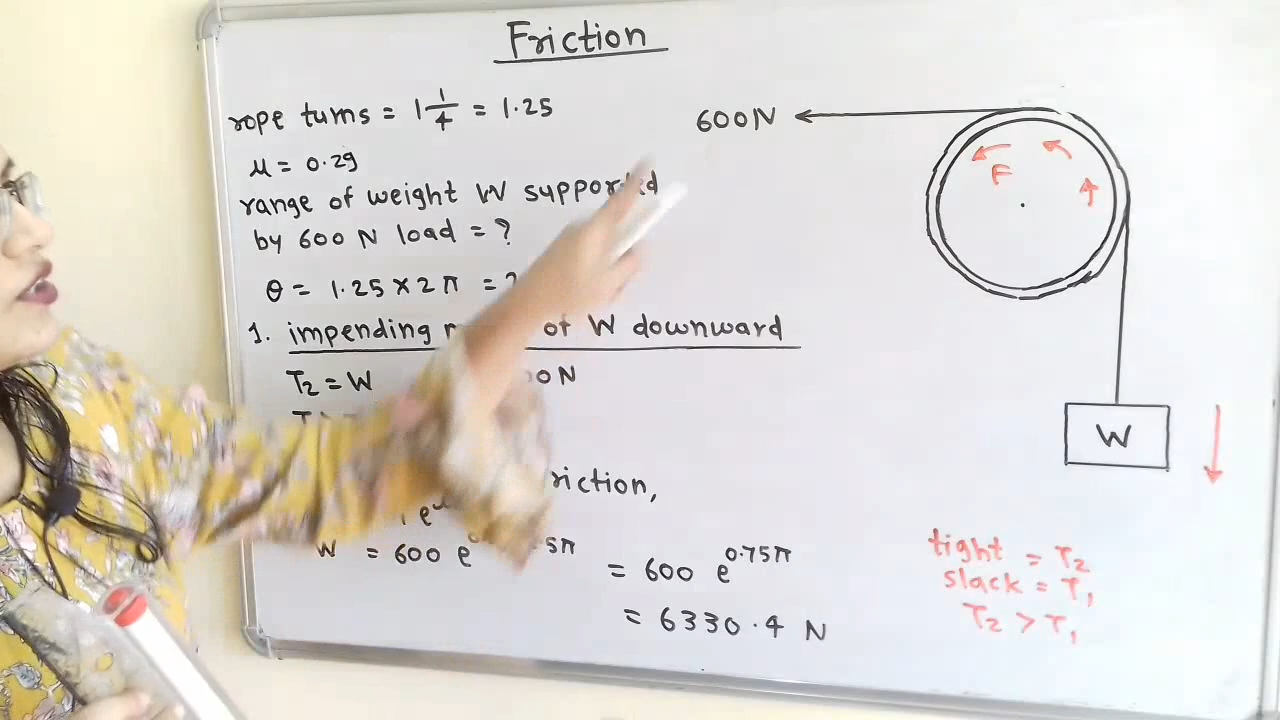 Friction
rope turns = 1 1/4 = 1.25
μ = 0.29
range of weight W supported
by 600 N load = ?
θ = 1.25 × 2π =
1. impending of W downward
T₂ = W
N
riction,
W = 600 e 5π
= 600 e^0.75π
= 6330.4 N
600N
F
W
tight = T₂
slack = T₁
T₂ > T₁